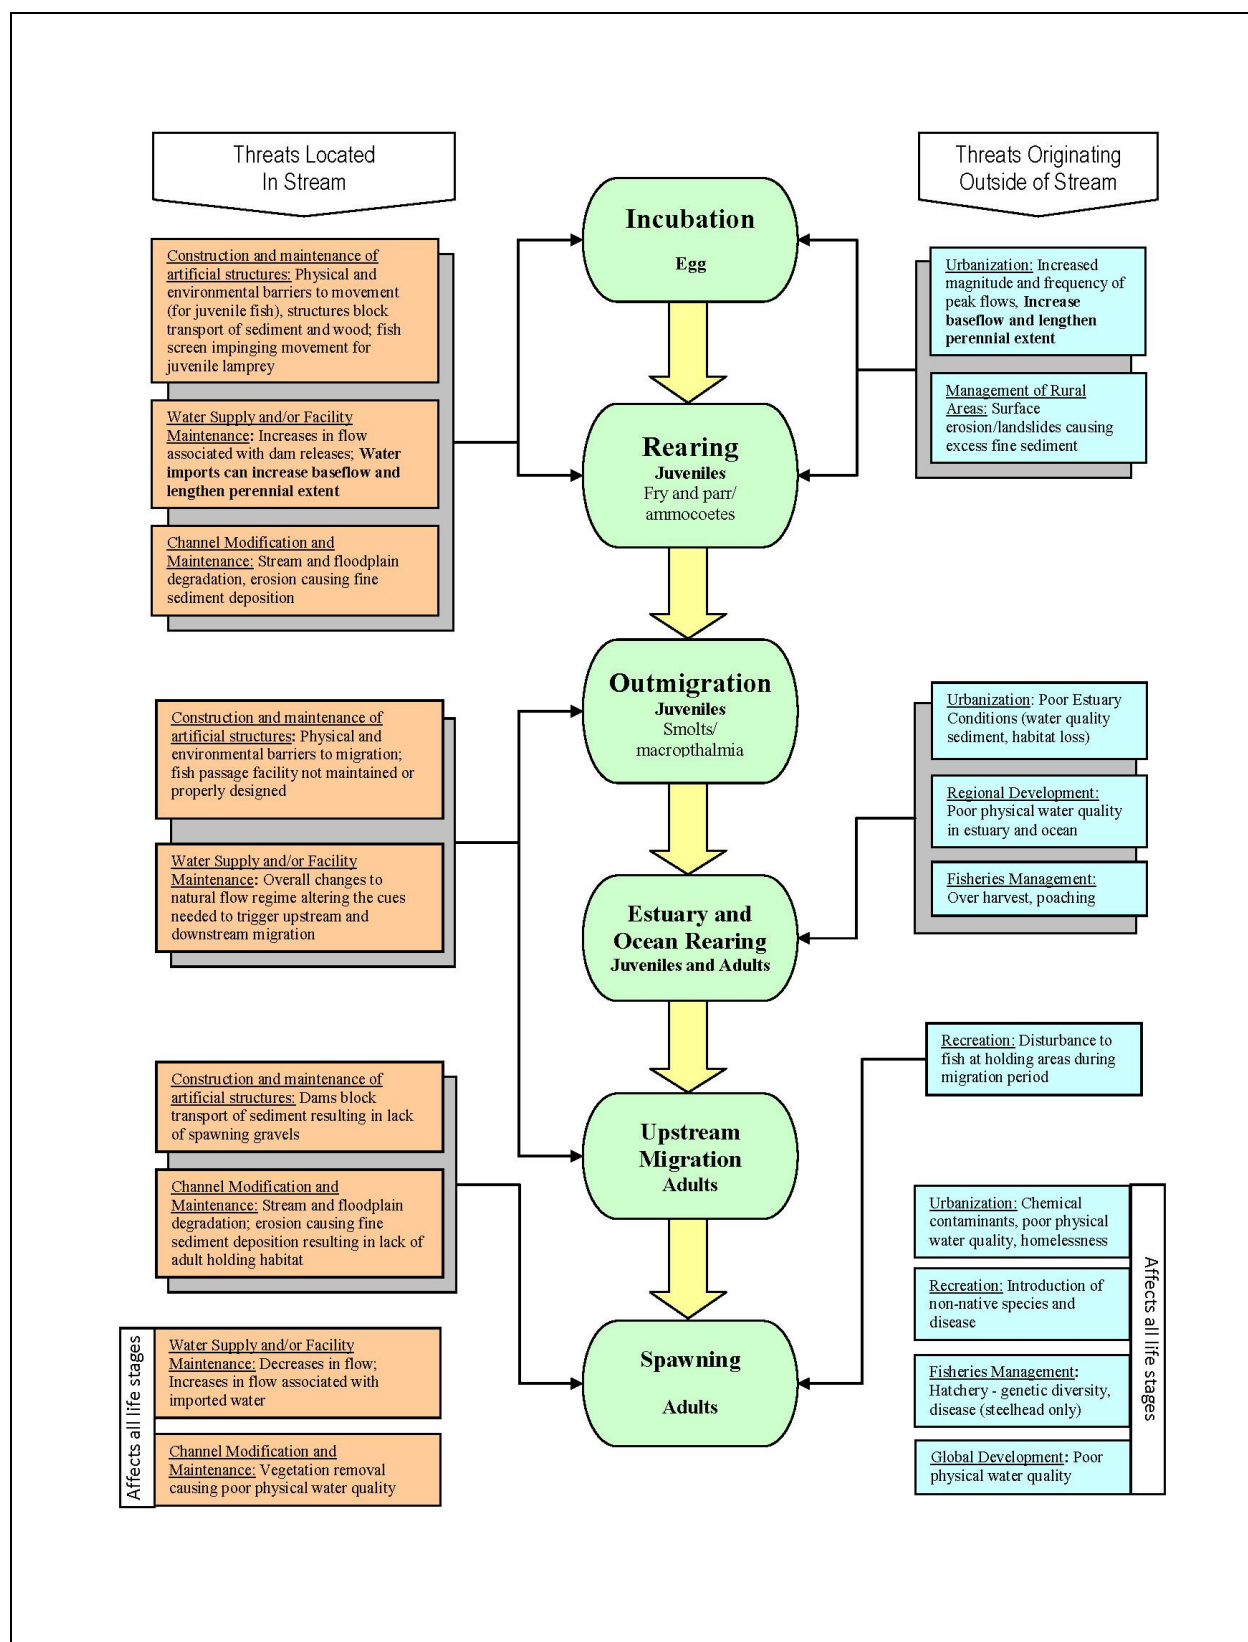 Threats Located
In Stream
Construction and maintenance of
artificial structures: Physical and
environmental barriers to movement
(for juvenile fish), structures block
transport of sediment and wood; fish
screen impinging movement for
juvenile lamprey
Water Supply and/or Facility
Maintenance: Increases in flow
associated with dam releases; Water
imports can increase baseflow and
lengthen perennial extent
Channel Modification and
Maintenance: Stream and floodplain
degradation, erosion causing fine
sediment deposition
Construction and maintenance of
artificial structures: Physical and
environmental barriers to migration;
fish passage facility not maintained or
properly designed
Water Supply and/or Facility
Maintenance: Overall changes to
natural flow regime altering the cues
needed to trigger upstream and
downstream migration
Construction and maintenance of
artificial structures: Dams block
transport of sediment resulting in lack
of spawning gravels
Channel Modification and
Maintenance: Stream and floodplain
degradation; erosion causing fine
sediment deposition resulting in lack of
adult holding habitat
Affects all life stages
Water Supply and/or Facility
Maintenance: Decreases in flow;
Increases in flow associated with
imported water
Channel Modification and
Maintenance: Vegetation removal
causing poor physical water quality
Incubation
Egg
Rearing
Juveniles
Fry and parr/
ammocoetes
Outmigration
Juveniles
Smolts/
macropthalmia
Estuary and
Ocean Rearing
Juveniles and Adults
Upstream
Migration
Adults
Spawning
Adults
Threats Originating
Outside of Stream
Urbanization: Increased
magnitude and frequency of
peak flows, Increase
baseflow and lengthen
perennial extent
Management of Rural
Areas: Surface
erosion/landslides causing
excess fine sediment
Urbanization: Poor Estuary
Conditions (water quality
sediment, habitat loss)
Regional Development:
Poor physical water quality
in estuary and ocean
Fisheries Management:
Over harvest, poaching
Recreation: Disturbance to
fish at holding areas during
migration period
Urbanization: Chemical
contaminants, poor physical
water quality, homelessness
Recreation: Introduction of
non-native species and
disease
Fisheries Management:
Hatchery - genetic diversity,
disease (steelhead only)
Global Development: Poor
physical water quality
Affects all life stages